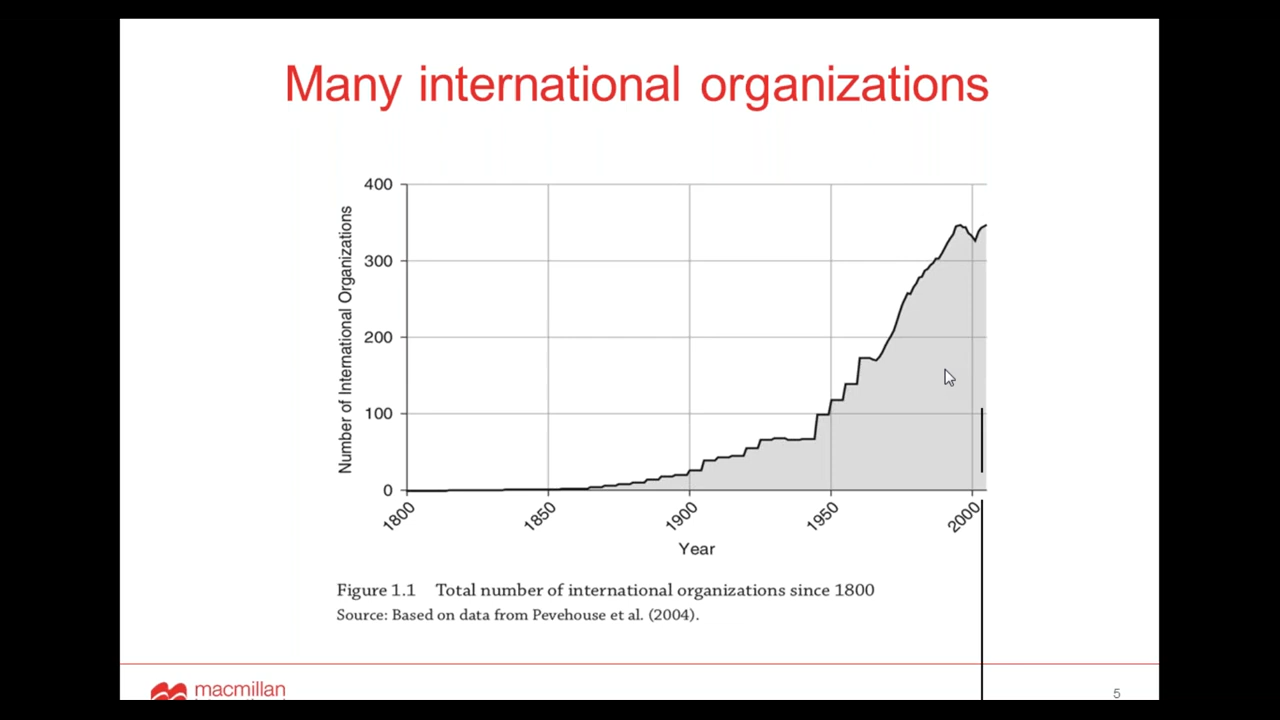 Many international organizations
Number of International Organizations
400
300
200
100
0
1800
1850
1900
1950
2000
Year
Figure 1.1 Total number of international organizations since 1800
Source: Based on data from Pevehouse et al. (2004).
macmillan
5